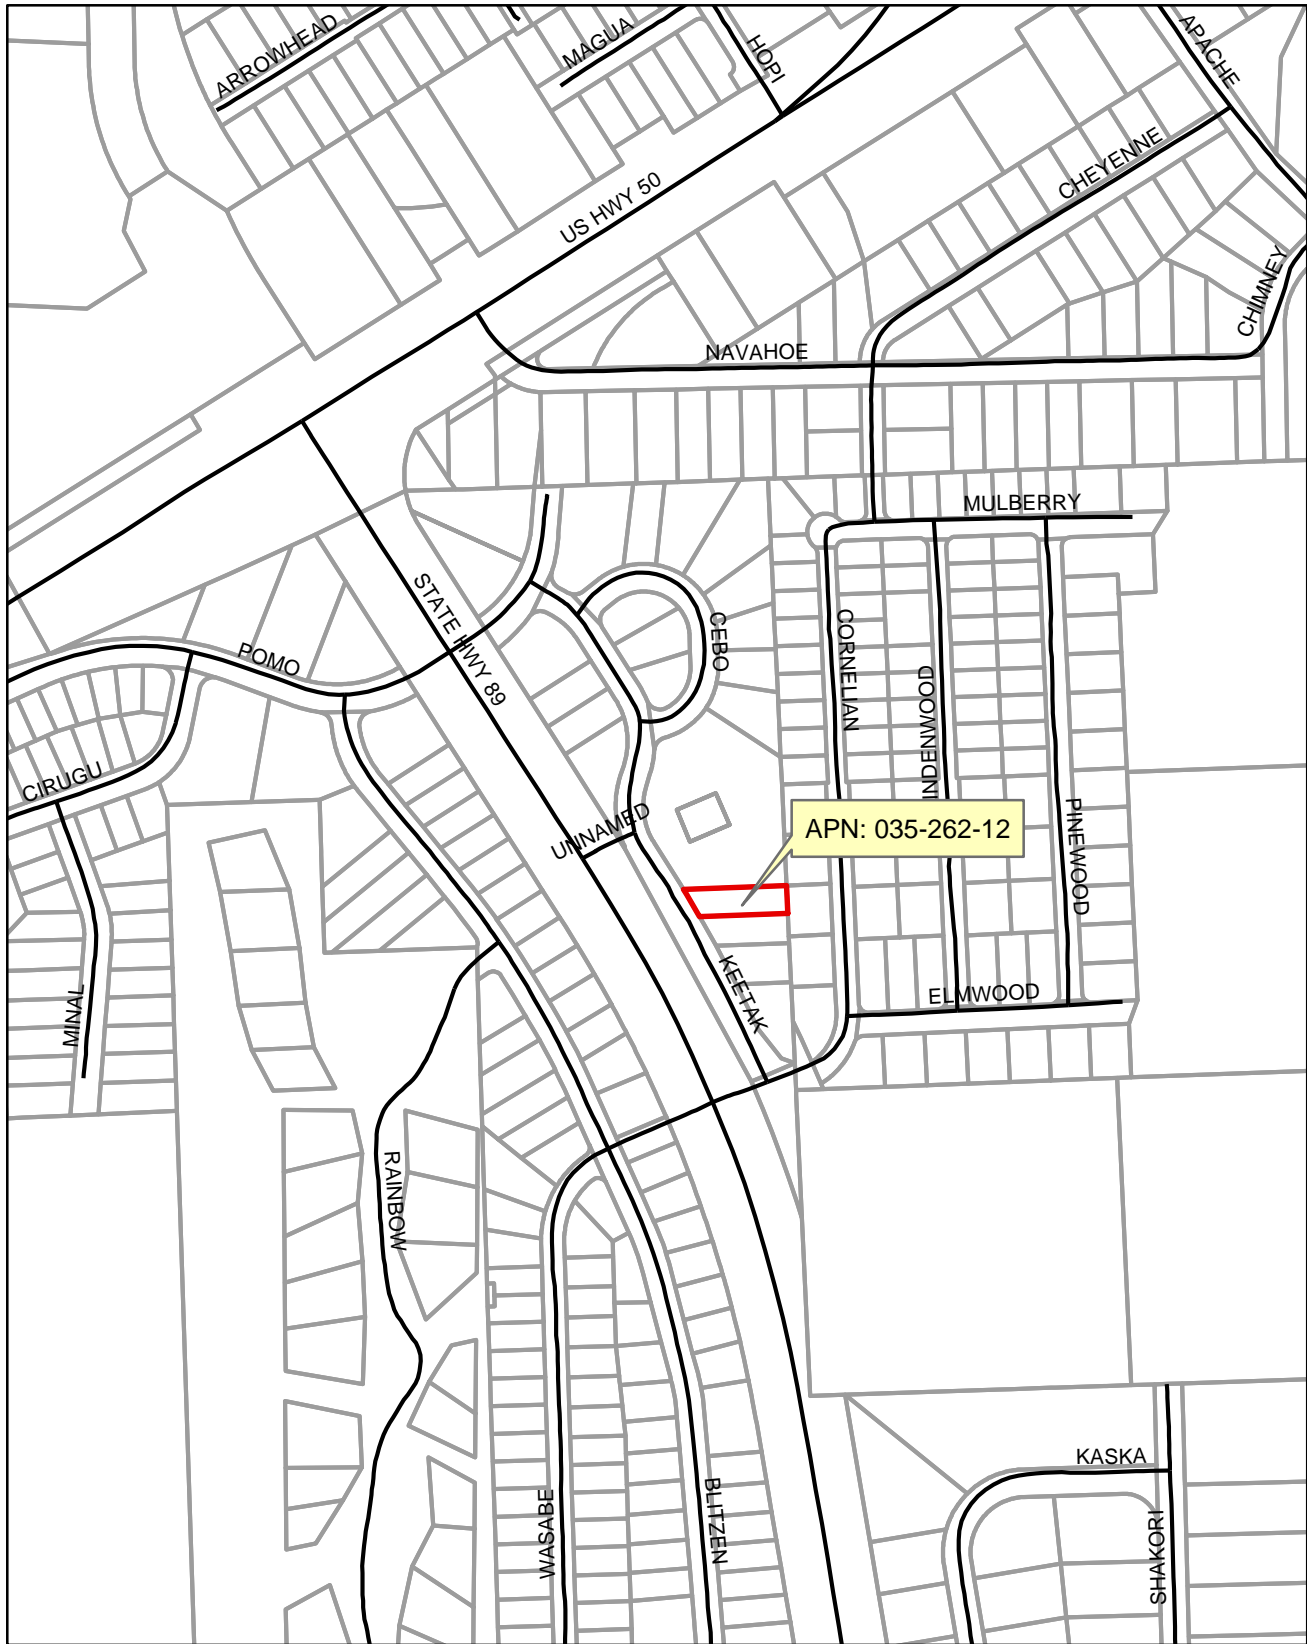 ARROWHEAD
MAGUA
HOPI
APACHE
US HWY 50
CHEYENNE
CHIMNEY
NAVAHOE
MULBERRY
STATE HWY 89
CEBO
CORNELIAN
POMO
LINDENWOOD
CIRUGU
UNNAMED
PINEWOOD
APN: 035-262-12
KEETAK
ELMWOOD
MINAL
RAINBOW
KASKA
WASABE
BLITZEN
SHAKORI